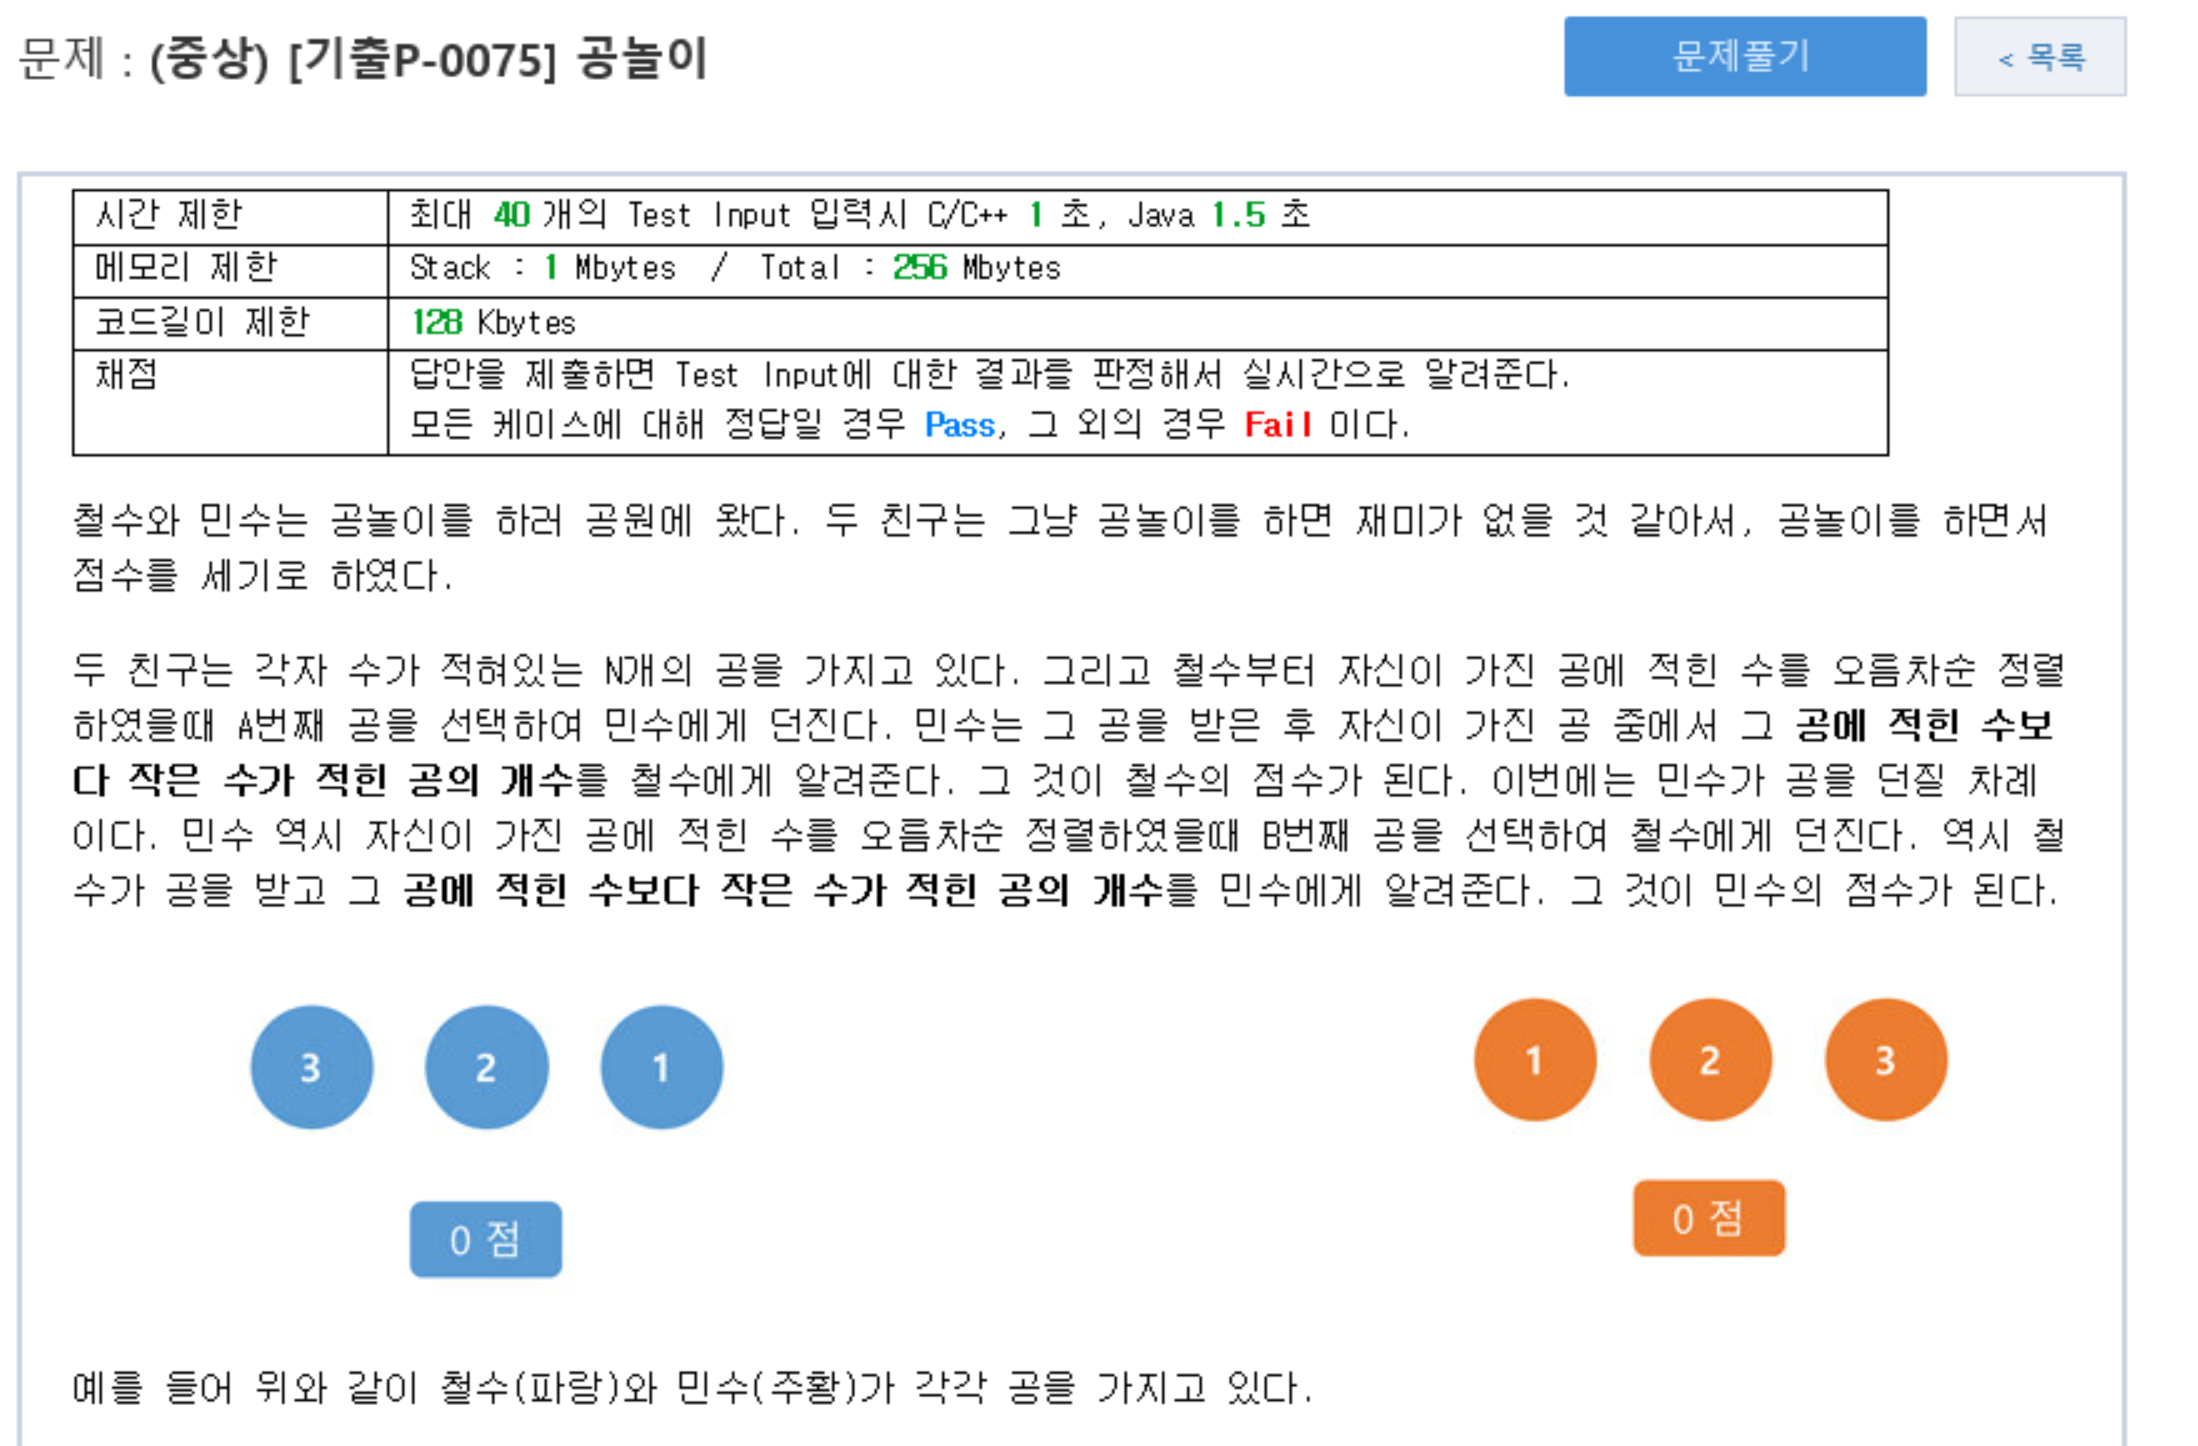 문제 : (중상) [기출P-0075] 공놀이
문제풀기
< 목록
시간 제한 최대 40개의 Test Input 입력시 C/C++ 1 초, Java 1.5 초
메모리 제한 Stack : 1 Mbytes / Total : 256 Mbytes
코드길이 제한 128 Kbytes
채점 답안을 제출하면 Test Input에 대한 결과를 판정해서 실시간으로 알려준다.
모든 케이스에 대해 정답일 경우 Pass, 그 외의 경우 Fail 이다.
철수와 민수는 공놀이를 하러 공원에 왔다. 두 친구는 그냥 공놀이를 하면 재미가 없을 것 같아서, 공놀이를 하면서
점수를 세기로 하였다.
두 친구는 각자 수가 적혀있는 N개의 공을 가지고 있다. 그리고 철수부터 자신이 가진 공에 적힌 수를 오름차순 정렬
하였을때 A번째 공을 선택하여 민수에게 던진다. 민수는 그 공을 받은 후 자신이 가진 공 중에서 그 공에 적힌 수보
다 작은 수가 적힌 공의 개수를 철수에게 알려준다. 그 것이 철수의 점수가 된다. 이번에는 민수가 공을 던질 차례
이다. 민수 역시 자신이 가진 공에 적힌 수를 오름차순 정렬하였을때 B번째 공을 선택하여 철수에게 던진다. 역시 철
수가 공을 받고 그 공에 적힌 수보다 작은 수가 적힌 공의 개수를 민수에게 알려준다. 그 것이 민수의 점수가 된다.
3 2 1
1 2 3
0 점
0 점
예를 들어 위와 같이 철수(파랑)와 민수(주황)가 각각 공을 가지고 있다.